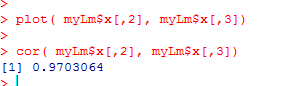 >
> plot( myLm$x[,2], myLm$x[,3])
>
> cor( myLm$x[,2], myLm$x[,3])
[1] 0.9703064
>